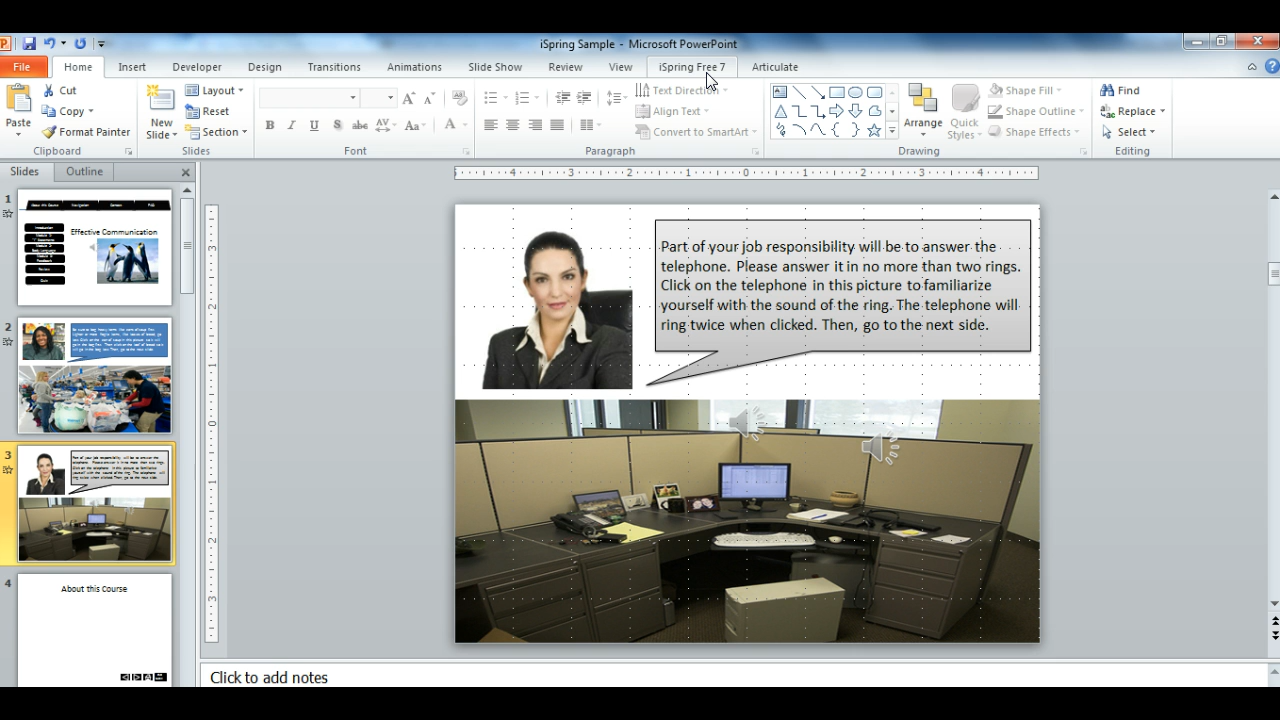 iSpring Sample - Microsoft PowerPoint
File Home Insert Developer Design Transitions Animations Slide Show Review View iSpring Free 7 Articulate
Paste
Cut
Copy
Format Painter
Clipboard
New Slide
Layout
Reset
Section
Slides
Font
Text Direction
Align Text
Convert to SmartArt
Paragraph
Arrange
Quick Styles
Shape Fill
Shape Outline
Shape Effects
Drawing
Find
Replace
Select
Editing
Slides Outline
1
Effective Communication
2
3
4
About this Course
Part of your job responsibility will be to answer the
telephone. Please answer it in no more than two rings.
Click on the telephone in this picture to familiarize
yourself with the sound of the ring. The telephone will
ring twice when clicked. Then, go to the next side.
Click to add notes